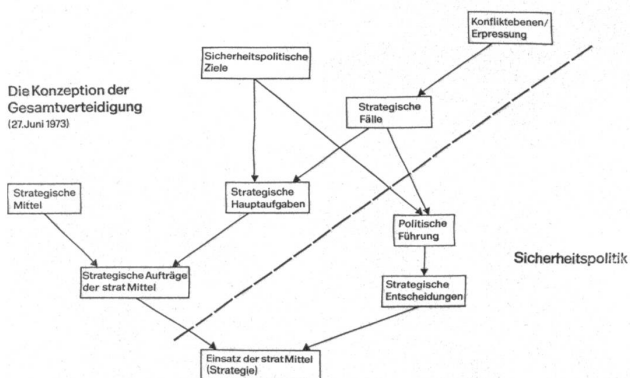 Konfliktebenen/
Erpressung
Sicherheitspolitische
Ziele
Die Konzeption der
Gesamtverteidigung
(27.Juni 1973)
Strategische
Fälle
Strategische
Mittel
Strategische
Hauptaufgaben
Politische
Führung
Sicherheitspolitik
Strategische Aufträge
der strat Mittel
Strategische
Entscheidungen
Einsatz der strat Mittel
(Strategie)